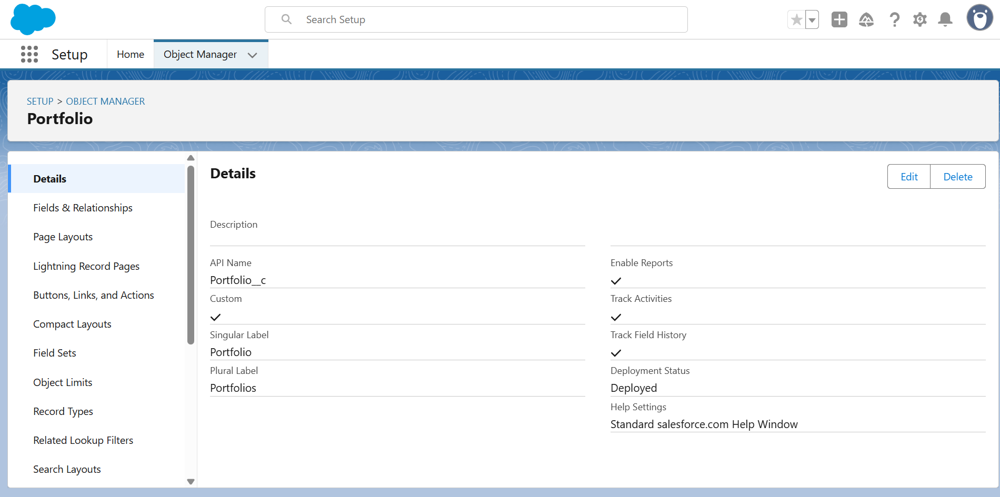 Search Setup
Setup
Home
Object Manager
SETUP > OBJECT MANAGER
Portfolio
Details
Fields & Relationships
Page Layouts
Lightning Record Pages
Buttons, Links, and Actions
Compact Layouts
Field Sets
Object Limits
Record Types
Related Lookup Filters
Search Layouts
Details
Edit
Delete
Description
API Name
Portfolio__c
Custom
Singular Label
Portfolio
Plural Label
Portfolios
Enable Reports
Track Activities
Track Field History
Deployment Status
Deployed
Help Settings
Standard salesforce.com Help Window